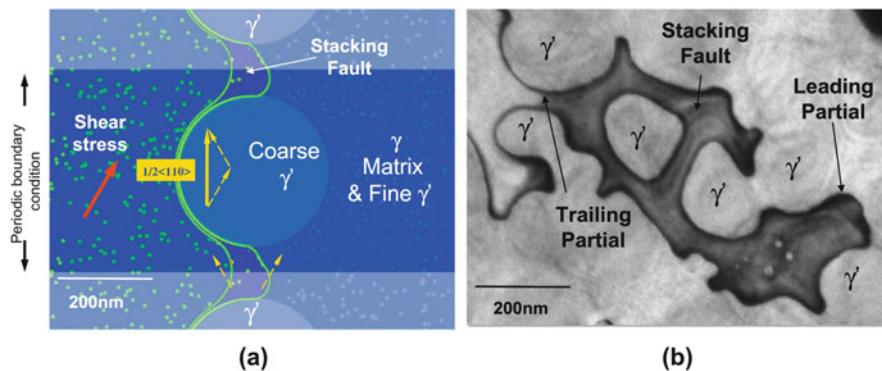 γ'
Stacking
Fault
Shear
stress
1/2<110>
Coarse
γ'
γ
Matrix
& Fine γ'
Periodic boundary
condition
200nm
γ'
(a)
γ'
Stacking
Fault
Leading
Partial
γ'
γ'
γ'
γ'
Trailing
Partial
γ'
200nm
(b)